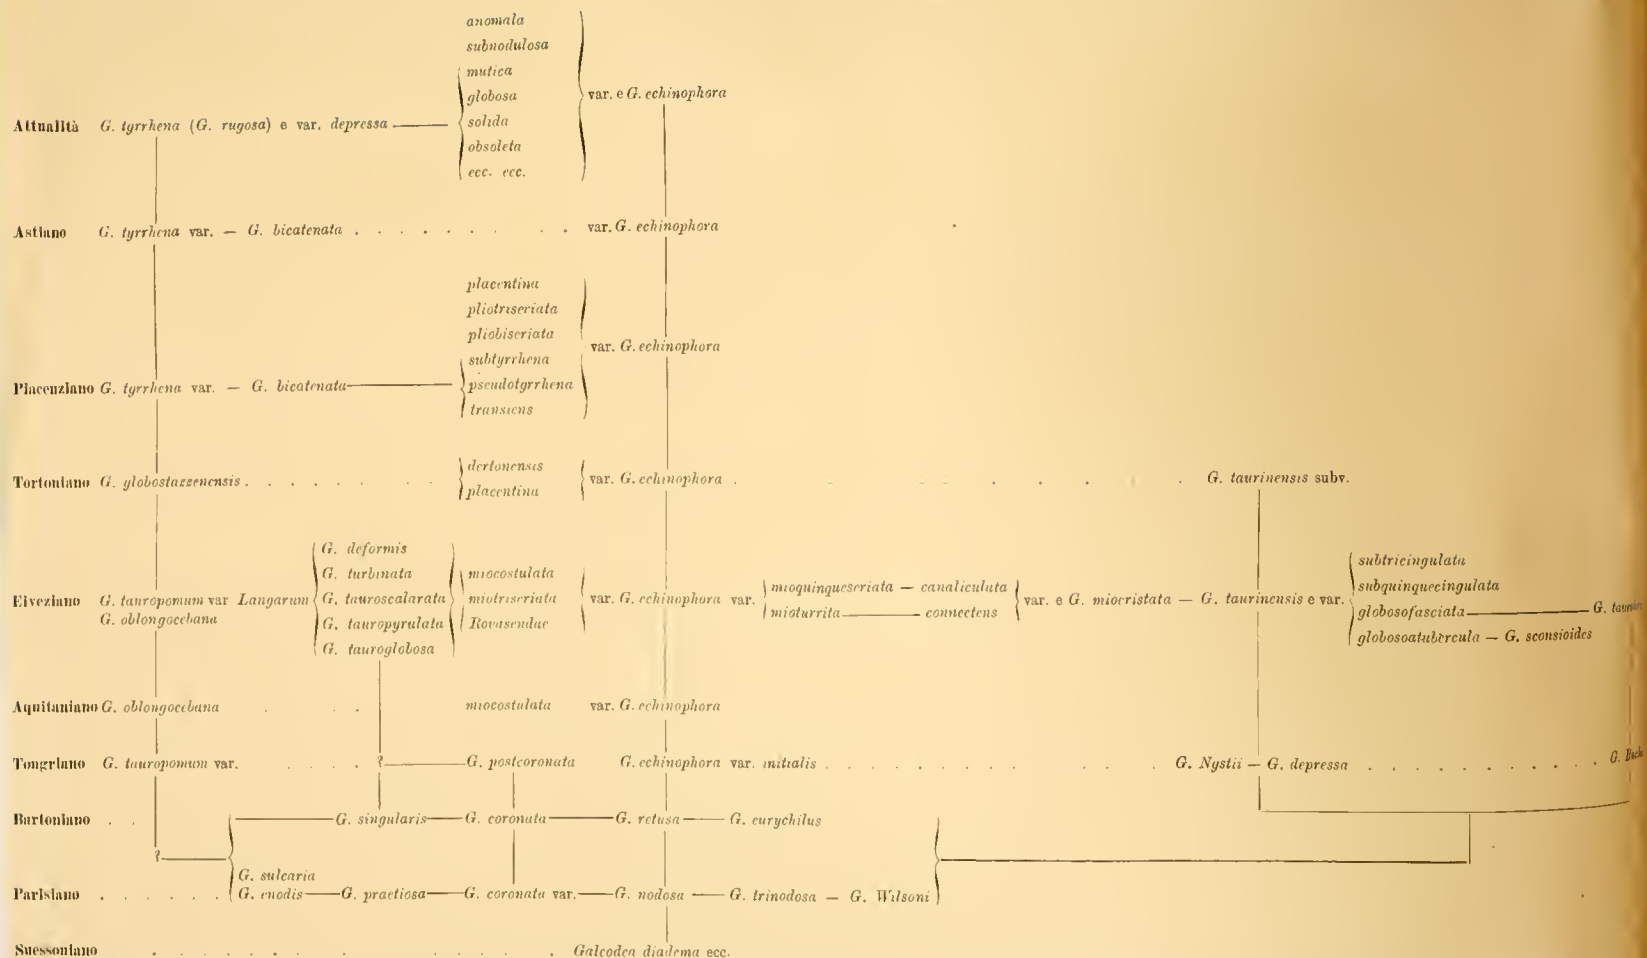 anomala
subnodulosa
mutica
globosa
solida
obsoleta
ecc. ecc.
var. e G. echinophora
Attualità G. tyrrhena (G. rugosa) e var. depressa
Astiano G. tyrrhena var. — G. bicatenata . . . . . . . . var. G. echinophora
placentina
pliotriseriata
pliobiseriata
subtyrrhena
pseudotyrrhena
transiens
var. G. echinophora
Piacenziano G. tyrrhena var. — G. bicatenata
dertonensis
placentina
Tortoniano G. globostazzenensis . . . . . . . var. G. echinophora . . . . . . . G. taurinensis subv.
G. deformis
G. turbinata
G. tauroscalarata
G. tauropyrulata
G. tauroglobosa
miocostulata
miotriseriata
Rovasendae
Elveziano G. tauropomum var Langarum
G. oblongocebana
var. G. echinophora var.
mioquinqueseriata — canaliculuta
mioturrita — connectens
var. e G. miocristata — G. taurinensis e var.
subtricingulata
subquinquecingulata
globosofasciata
globosoatubercula — G. sconsioides
Aquitaniano G. oblongocebana . . . miocostulata var. G. echinophora
Tongriano G. tauropomum var. . . . . ? — G. postcoronata G. echinophora var. initialis . . . . . . . . . G. Nystii — G. depressa . . . . . . . . . . G.
Bartoniano . . G. singularis — G. coronata — G. retusa — G. eurychilus
?
G. sulcaria
Parisiano . . . . . . G. enodis — G. praetiosa — G. coronata var. — G. nodosa — G. trinodosa — G. Wilsoni
Suessoniano . . . . . . . . . . . Galeodea diadema ecc.